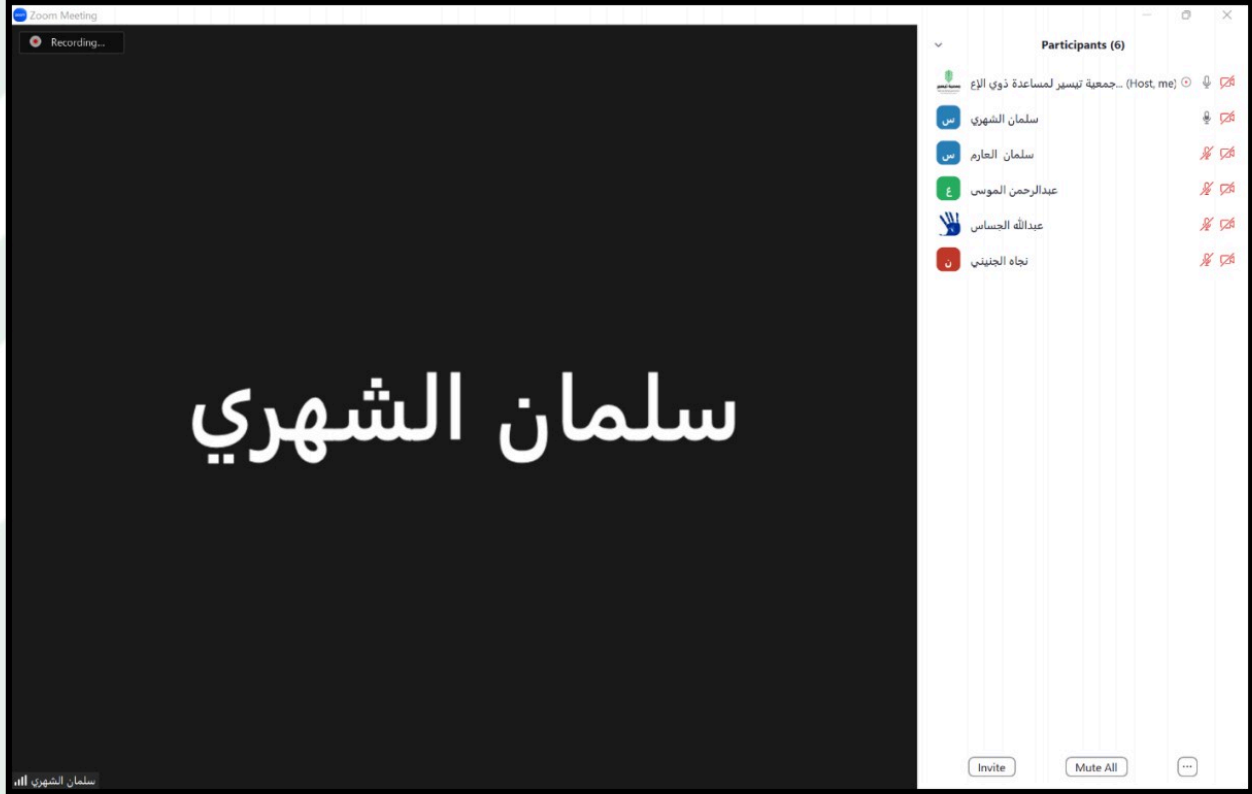 Zoom Meeting
Recording...
Participants (6)
جمعية تيسير لمساعدة ذوي الإع... (Host, me)
س سلمان الشهري
س سلمان العارم
ع عبدالرحمن الموسى
عبدالله الجساس
ن نجاه الجنيني
سلمان الشهري
سلمان الشهري
Invite
Mute All
...